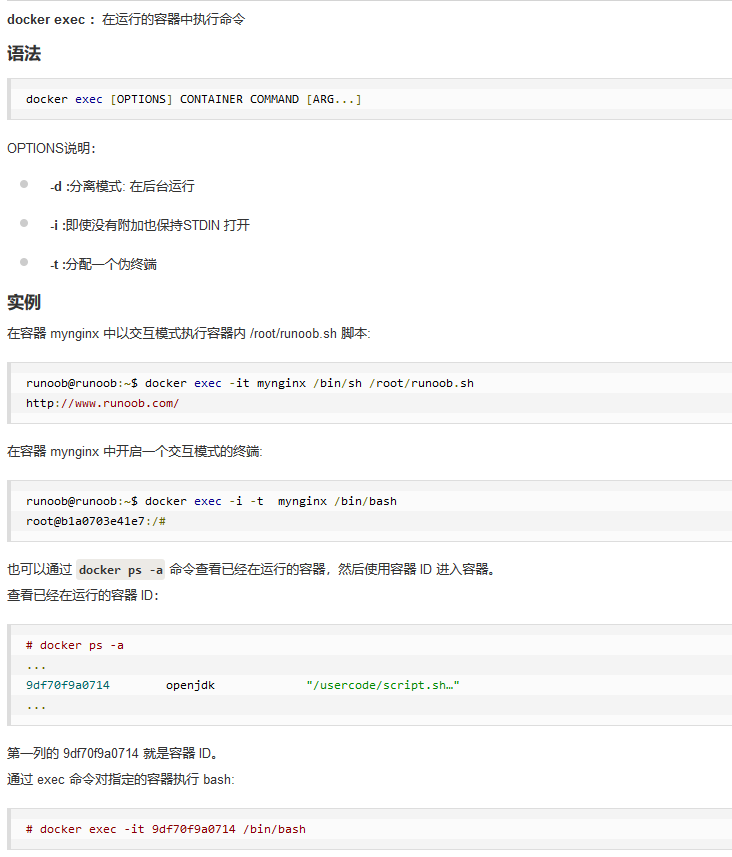 docker exec ：在运行的容器中执行命令
语法
docker exec [OPTIONS] CONTAINER COMMAND [ARG...]
OPTIONS说明：
-d :分离模式: 在后台运行
-i :即使没有附加也保持STDIN 打开
-t :分配一个伪终端
实例
在容器 mynginx 中以交互模式执行容器内 /root/runoob.sh 脚本:
runoob@runoob:~$ docker exec -it mynginx /bin/sh /root/runoob.sh
http://www.runoob.com/
在容器 mynginx 中开启一个交互模式的终端:
runoob@runoob:~$ docker exec -i -t  mynginx /bin/bash
root@b1a0703e41e7:/#
也可以通过 docker ps -a 命令查看已经在运行的容器，然后使用容器 ID 进入容器。
查看已经在运行的容器 ID：
# docker ps -a
...
9df70f9a0714        openjdk             "/usercode/script.sh…"
...
第一列的 9df70f9a0714 就是容器 ID。
通过 exec 命令对指定的容器执行 bash:
# docker exec -it 9df70f9a0714 /bin/bash